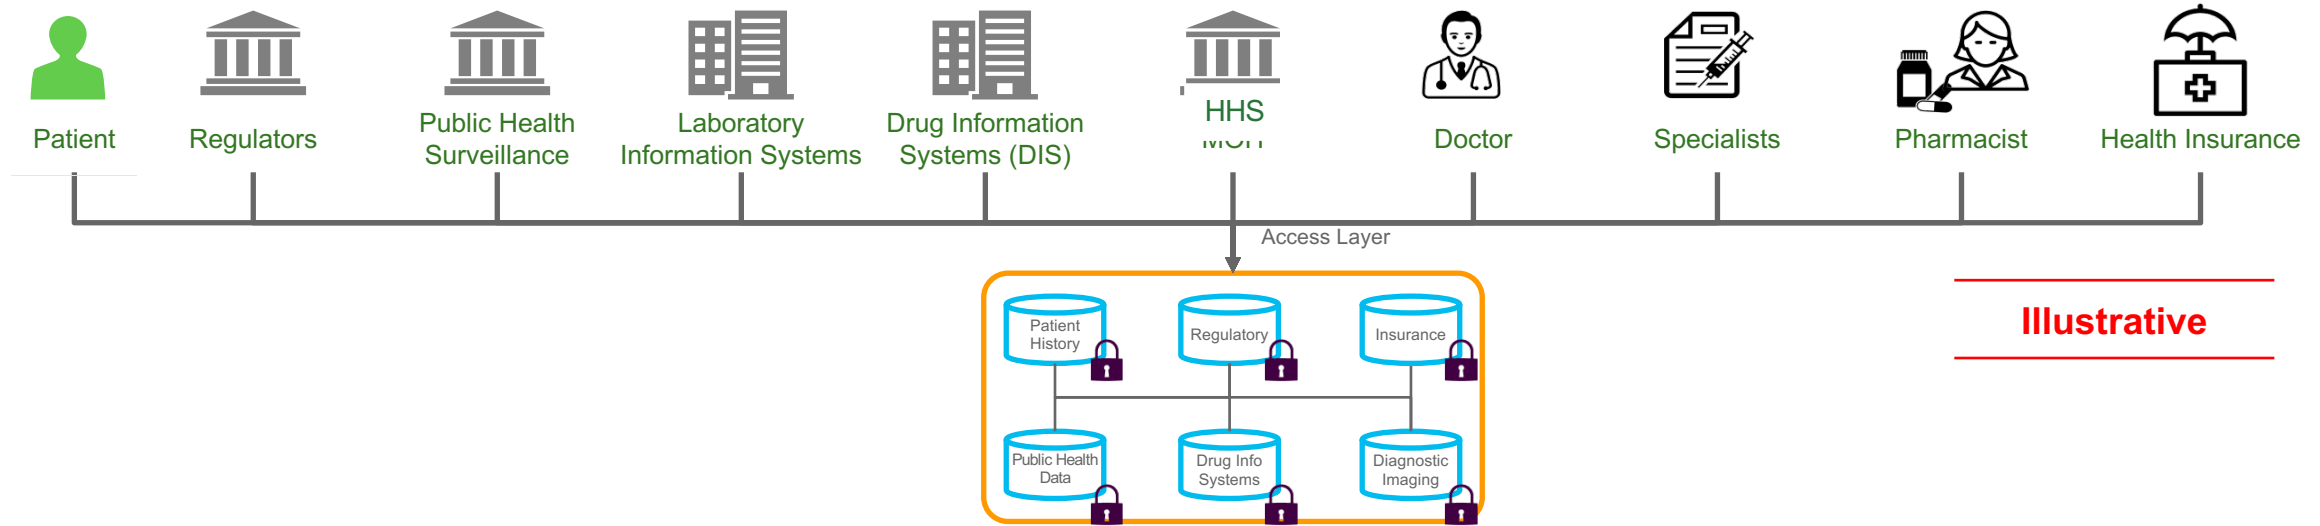 Patient
Regulators
Public Health
Surveillance
Laboratory
Information Systems
Drug Information
Systems (DIS)
HHS
Doctor
Specialists
Pharmacist
Health Insurance
Access Layer
Patient
History
Regulatory
Insurance
Illustrative
Public Health
Data
Drug Info
Systems
Diagnostic
Imaging